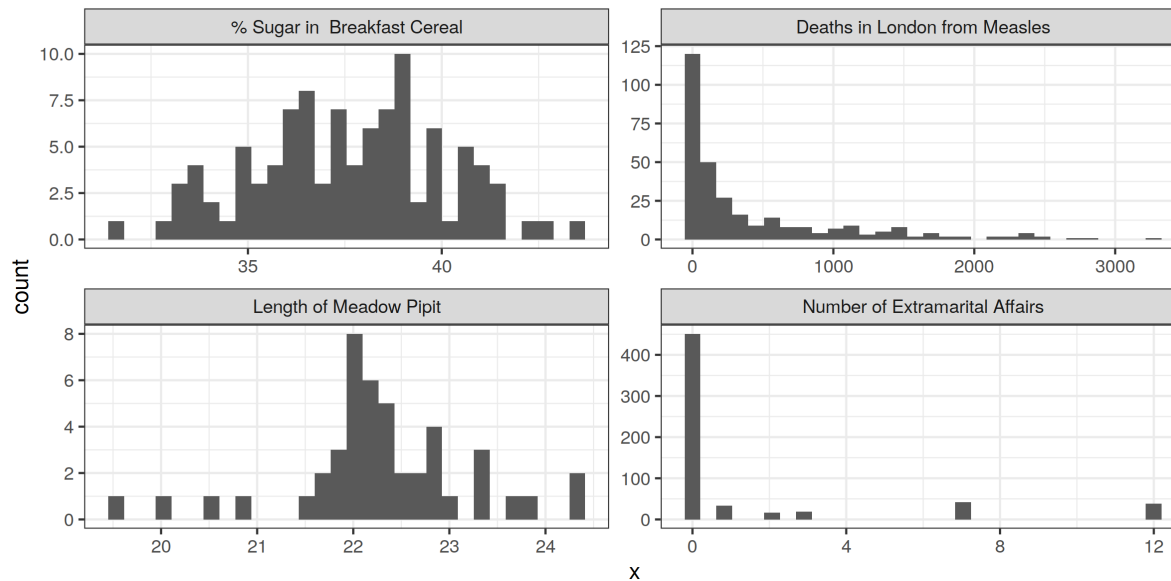 % Sugar in  Breakfast Cereal
10.0
7.5
5.0
2.5
0.0
35 40
Deaths in London from Measles
125
100
75
50
25
0
0 1000 2000 3000
count
Length of Meadow Pipit
8
6
4
2
0
20 21 22 23 24
Number of Extramarital Affairs
400
300
200
100
0
0 4 8 12
x